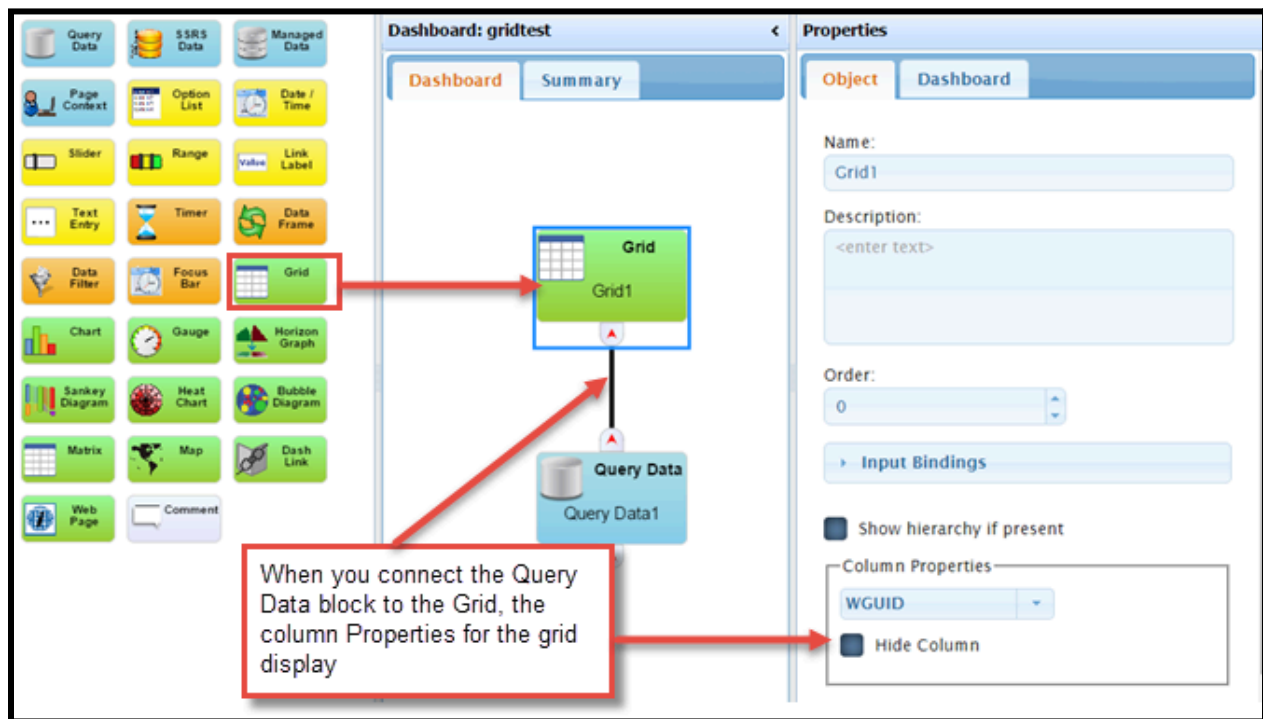 Query
Data
SSRS
Data
Managed
Data
Page
Context
Option
List
Date /
Time
Slider
Range
Value
Link
Label
Text
Entry
Timer
Data
Frame
Data
Filter
Focus
Bar
Grid
Chart
Gauge
Horizon
Graph
Sankey
Diagram
Heat
Chart
Bubble
Diagram
Matrix
Map
Dash
Link
Web
Page
Comment
Dashboard: gridtest
Dashboard
Summary
Grid
Grid1
Query Data
Query Data1
When you connect the Query
Data block to the Grid, the
column Properties for the grid
display
Properties
Object
Dashboard
Name:
Grid1
Description:
<enter text>
Order:
0
Input Bindings
Show hierarchy if present
Column Properties
WGUID
Hide Column